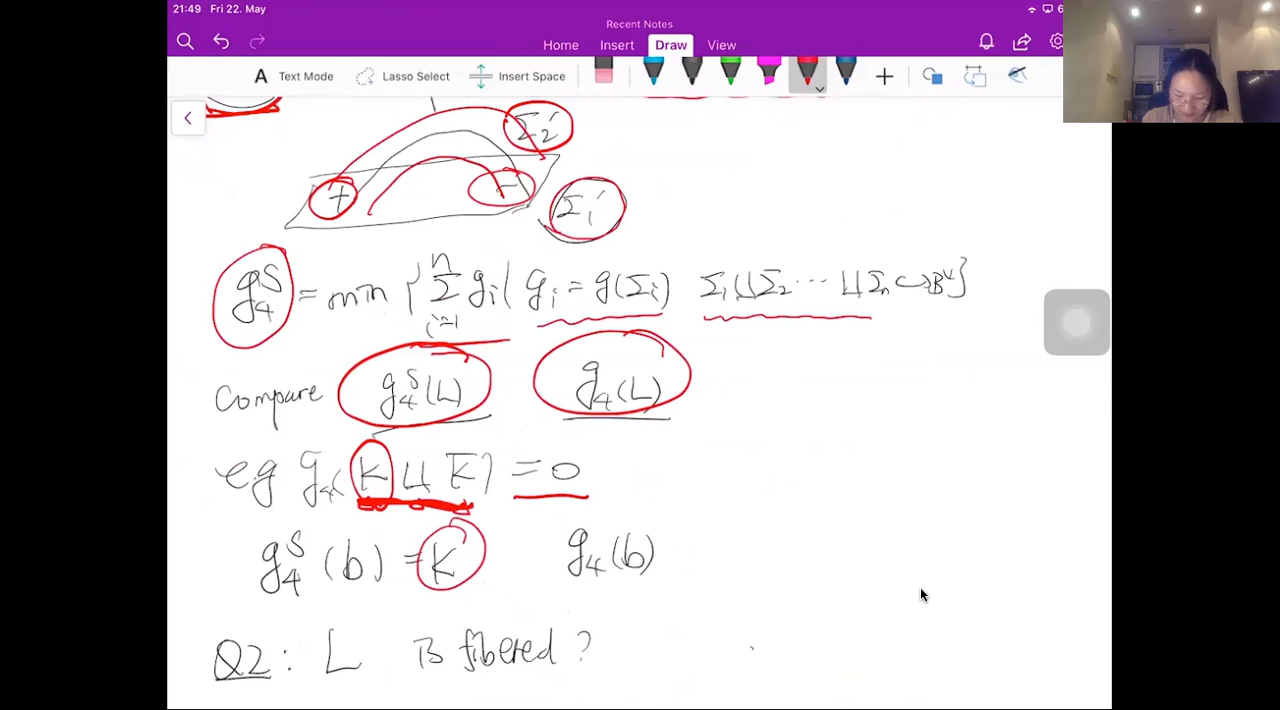 21:49 Fri 22. May
Recent Notes
Home Insert Draw View
Text Mode Lasso Select Insert Space
Σ₂′
+ −
Σ₁′
g₄ˢ = min { Σᵢ₌₁ⁿ gᵢ | gᵢ = g(Σᵢ) Σ₁ ⊔ Σ₂ ⋯ ⊔ Σₙ ↪ B⁴ }
Compare g₄ˢ(L) g₄(L)
eg g₄( K ⊔ K̄ ) = 0
g₄ˢ(b) = K g₄(b)
Q2: L is fibered?